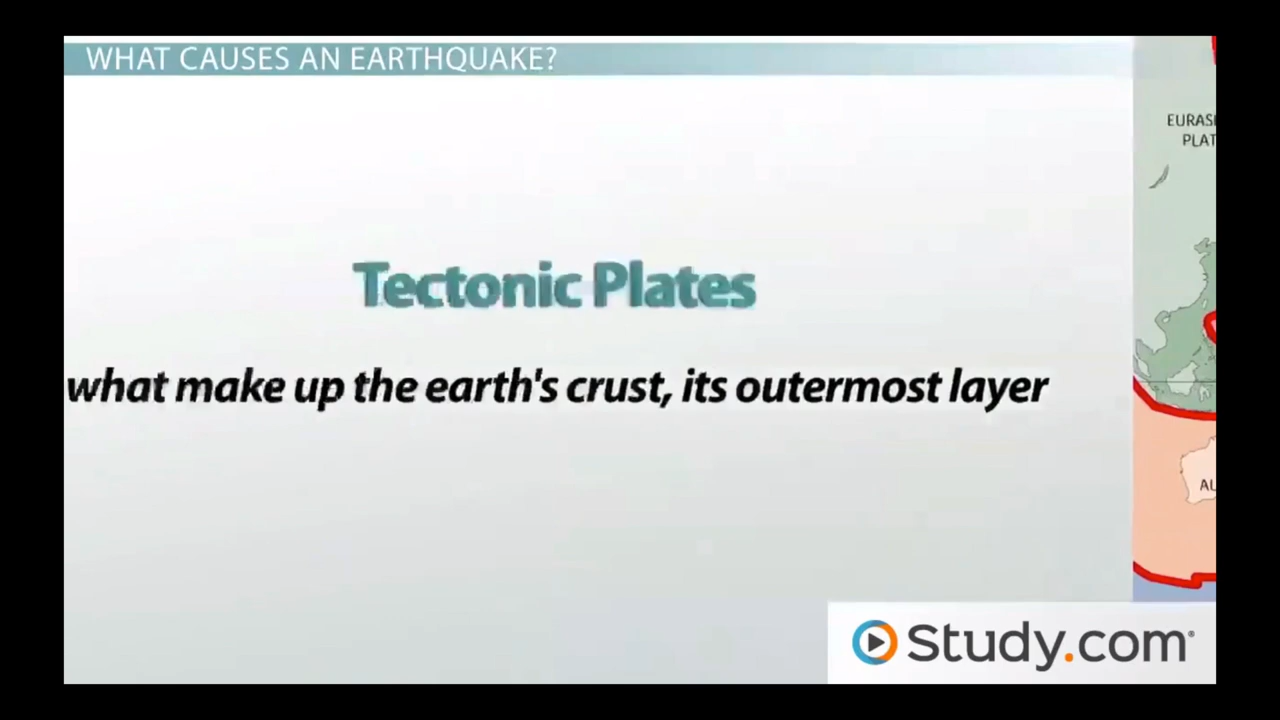 WHAT CAUSES AN EARTHQUAKE?
Tectonic Plates
what make up the earth's crust, its outermost layer
Study.com®